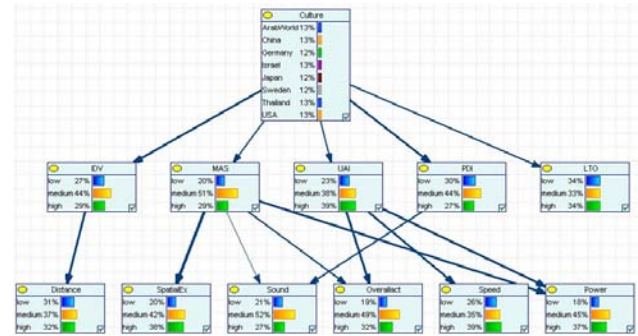 Culture
ArabWorld 13%
China 13%
Germany 12%
Israel 13%
Japan 12%
Sweden 12%
Thailand 13%
USA 13%
IDV
low 27%
medium 44%
high 29%
MAS
low 20%
medium 51%
high 29%
UAI
low 23%
medium 38%
high 39%
PDI
low 30%
medium 44%
high 27%
LTO
low 34%
medium 33%
high 34%
Distance
low 31%
medium 37%
high 32%
SpatialEx
low 20%
medium 42%
high 38%
Sound
low 21%
medium 52%
high 27%
Overallact
low 19%
medium 49%
high 32%
Speed
low 26%
medium 35%
high 39%
Power
low 18%
medium 45%
high 37%